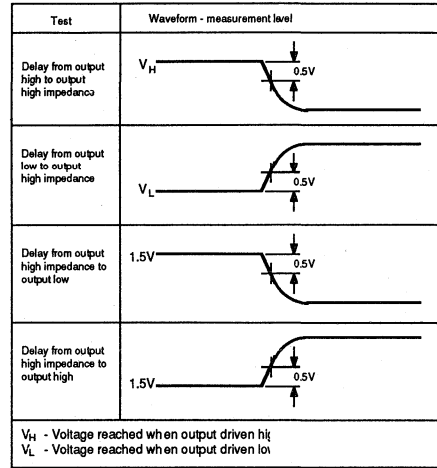 Test
Waveform - measurement level
Delay from output
high to output
high impedance
VH
0.5V
Delay from output
low to output
high impedance
VL
0.5V
Delay from output
high impedance to
output low
1.5V
0.5V
Delay from output
high impedance to
output high
1.5V
0.5V
VH - Voltage reached when output driven
VL - Voltage reached when output driven